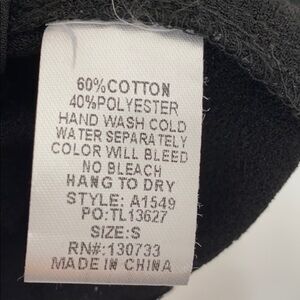 60%COTTON
40%POLYESTER
HAND WASH COLD
WATER SEPARATELY
COLOR WILL BLEED
NO BLEACH
HANG TO DRY
STYLE: A1549
PO:TL13627
SIZE:S
RN#:130733
MADE IN CHINA